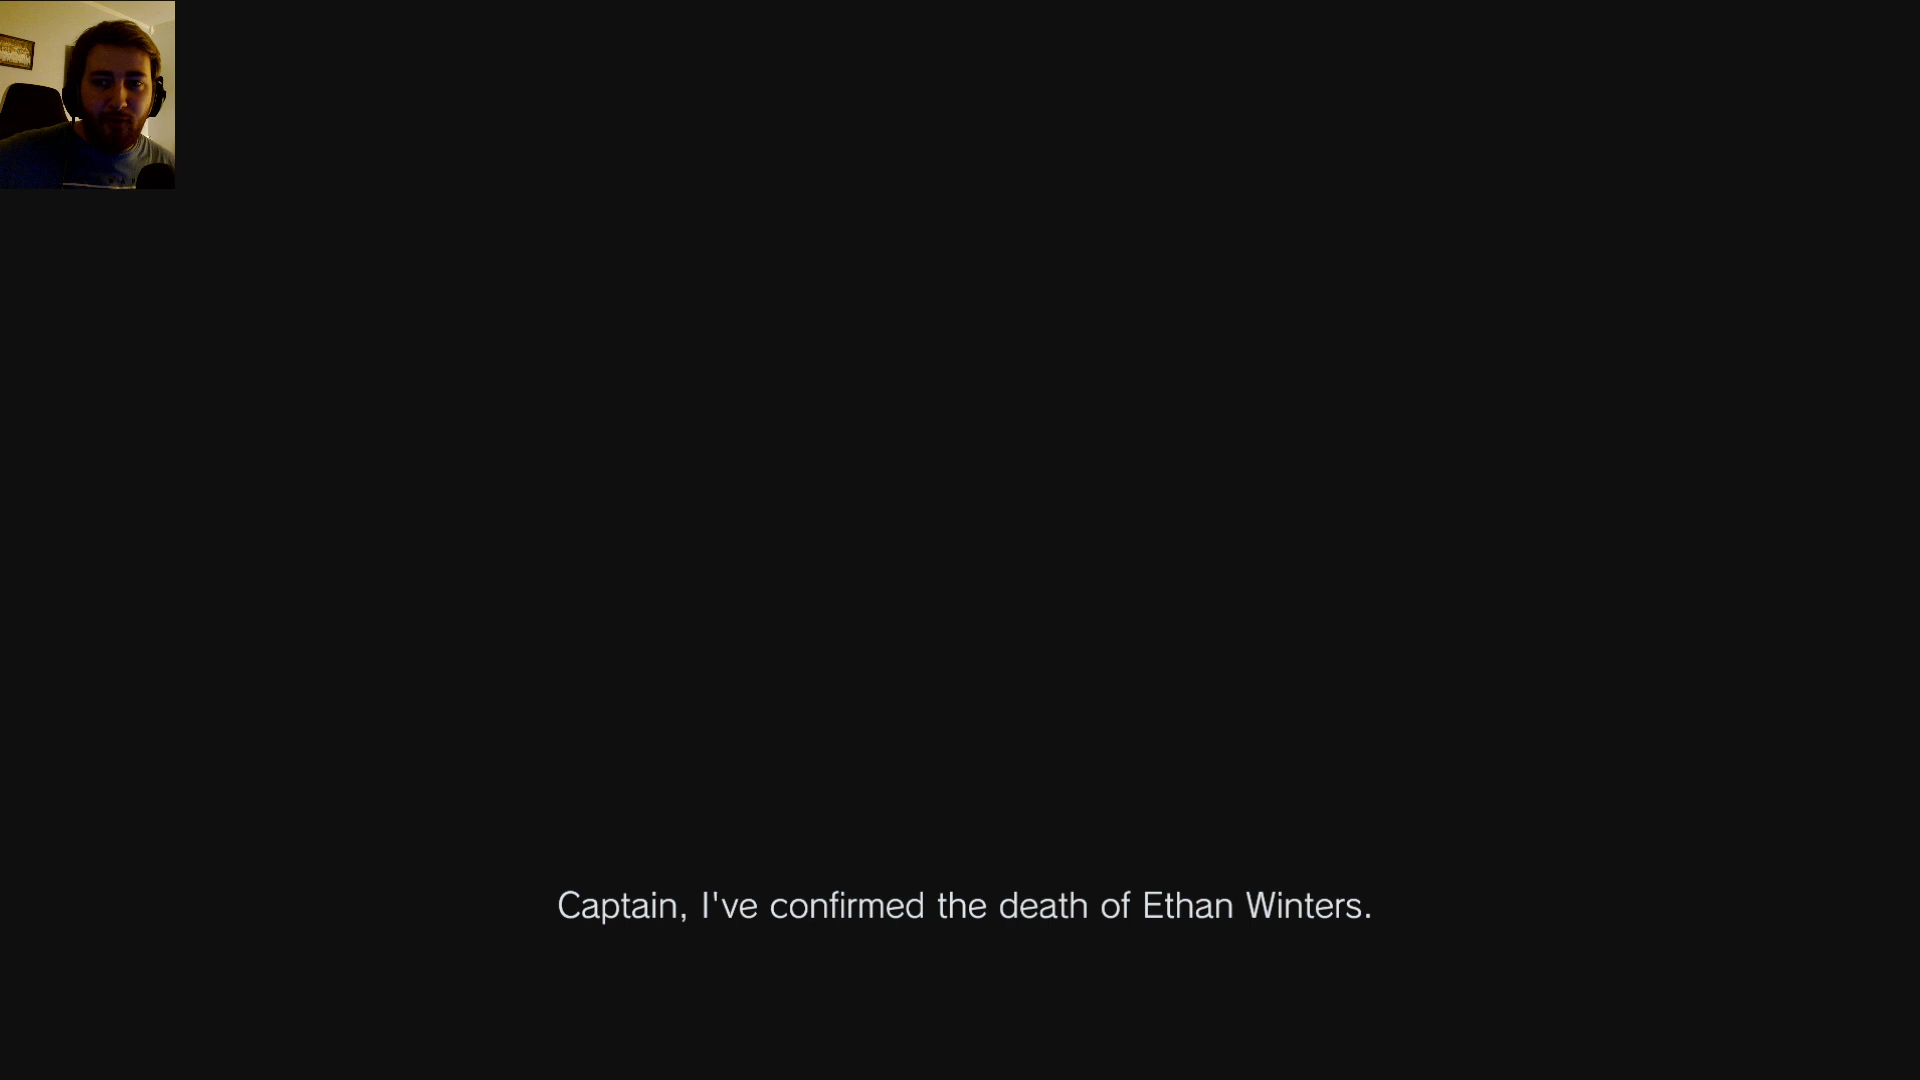 Captain, I've confirmed the death of Ethan Winters.